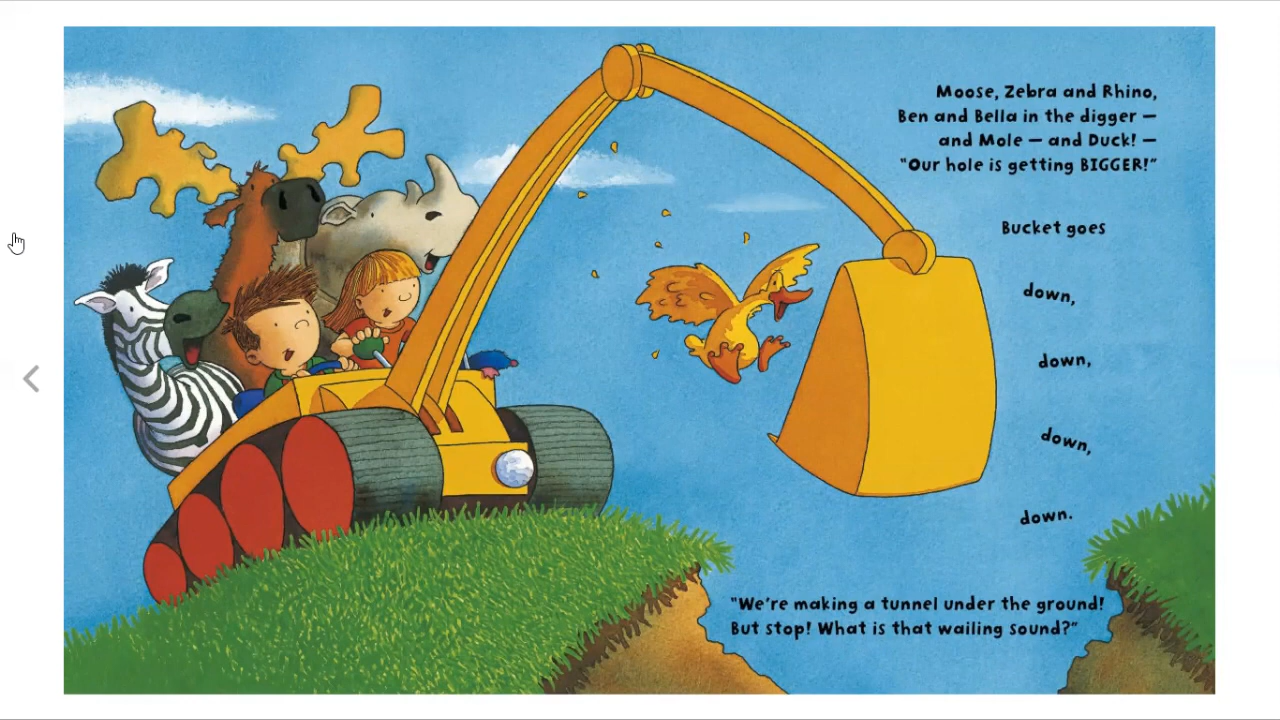 Moose, Zebra and Rhino,
Ben and Bella in the digger —
and Mole — and Duck! —
“Our hole is getting BIGGER!”
Bucket goes
down,
down,
down,
down.
“We’re making a tunnel under the ground!
But stop! What is that wailing sound?”